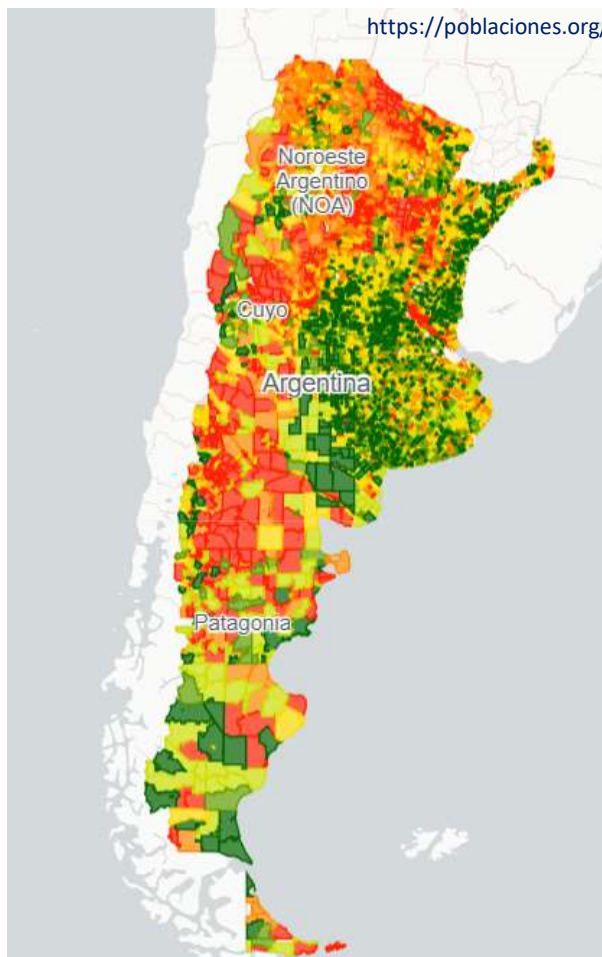 https://poblaciones.org/
Noroeste
Argentino
(NOA)
Cuyo
Argentina
Patagonia